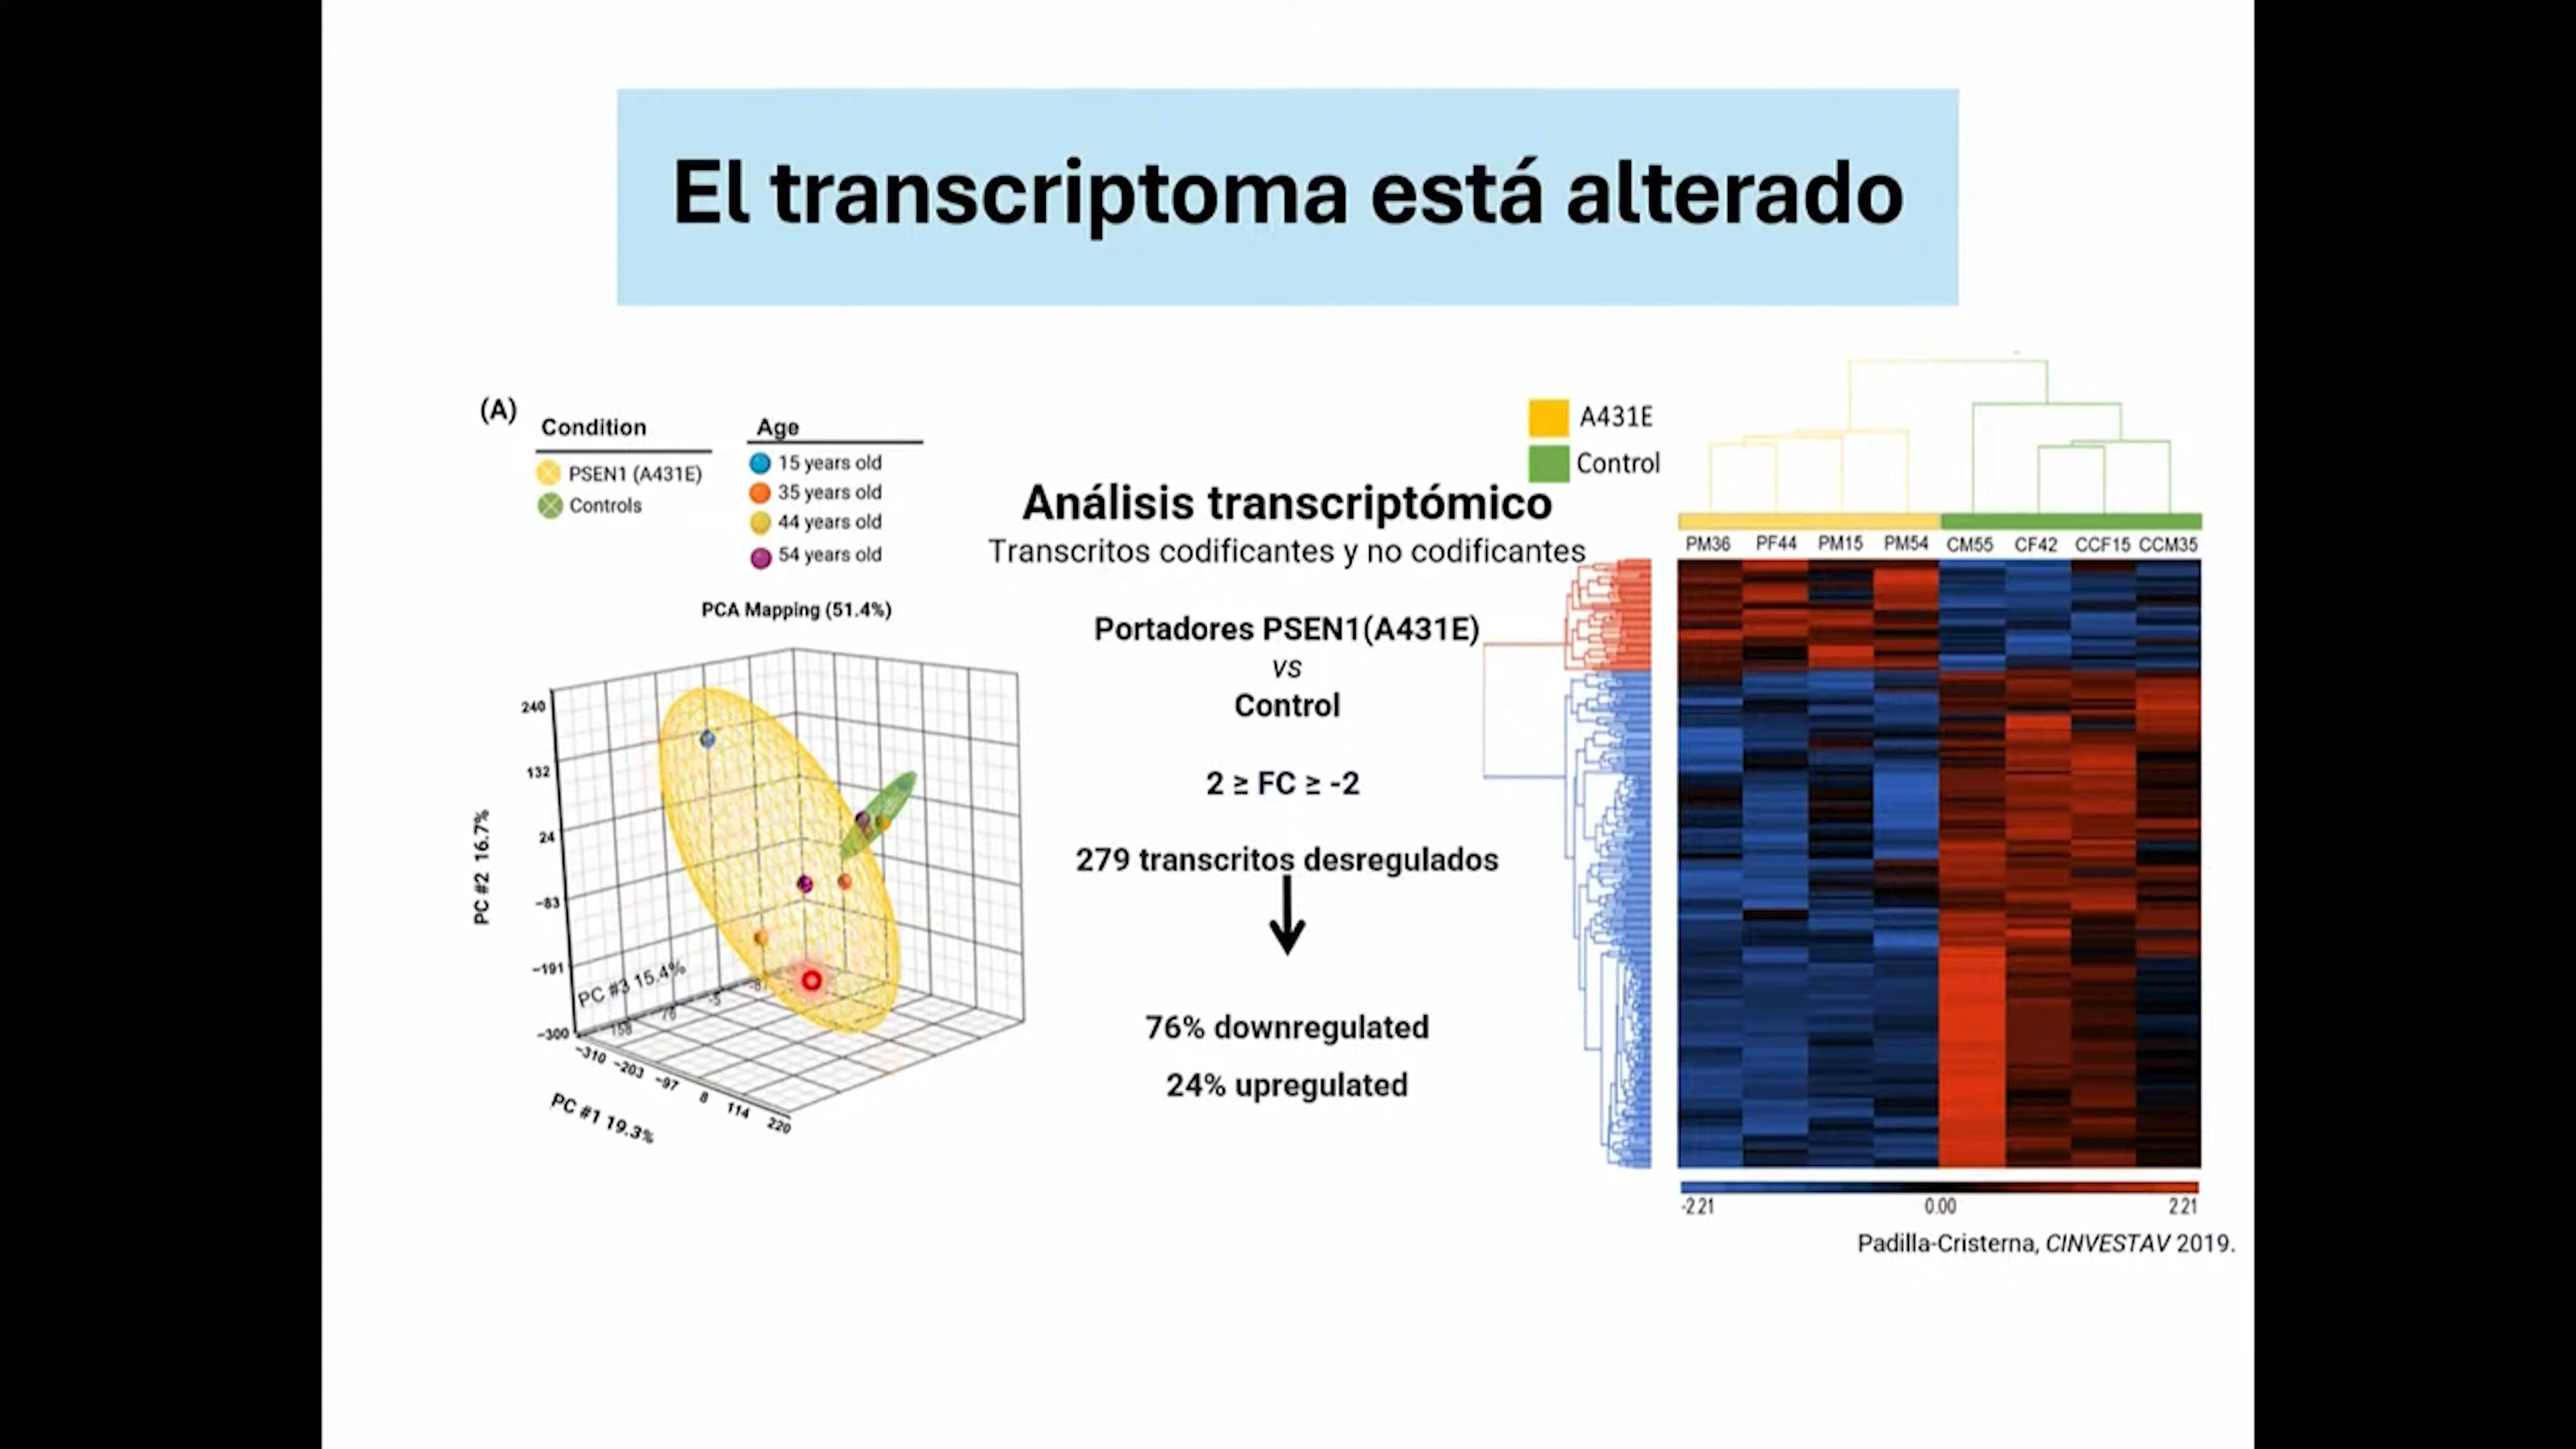 El transcriptoma está alterado
(A)
Condition
PSEN1 (A431E)
Controls
Age
15 years old
35 years old
44 years old
54 years old
PCA Mapping (51.4%)
240
132
24
-83
-191
-300
PC #2 16.7%
PC #3 15.4%
158
76
-5
-310
-203
-97
8
114
220
PC #1 19.3%
Análisis transcriptómico
Transcritos codificantes y no codificantes
Portadores PSEN1(A431E)
vs
Control
2 ≥ FC ≥ -2
279 transcritos desregulados
76% downregulated
24% upregulated
A431E
Control
PM36 PF44 PM15 PM54 CM55 CF42 CCF15 CCM35
-2.21 0.00 2.21
Padilla-Cristerna, CINVESTAV 2019.